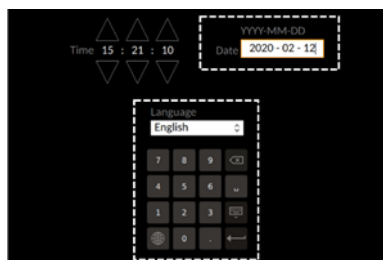 YYYY-MM-DD
Time 15 : 21 : 10
Date 2020 - 02 - 12
Language
English
7 8 9
4 5 6
1 2 3
0 .